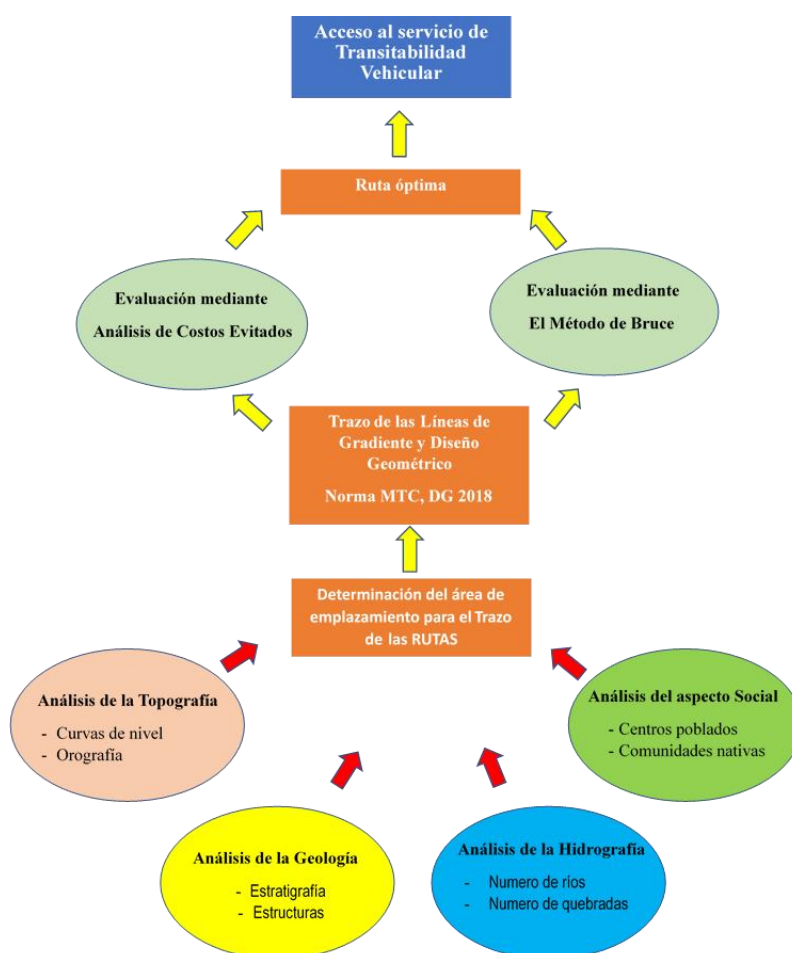 Acceso al servicio de
Transitabilidad
Vehicular
Ruta óptima
Evaluación mediante
Análisis de Costos Evitados
Evaluación mediante
El Método de Bruce
Trazo de las Líneas de
Gradiente y Diseño
Geométrico
Norma MTC, DG 2018
Determinación del área de
emplazamiento para el Trazo
de las RUTAS
Análisis de la Topografía
- Curvas de nivel
- Orografía
Análisis del aspecto Social
- Centros poblados
- Comunidades nativas
Análisis de la Geología
- Estratigrafía
- Estructuras
Análisis de la Hidrografía
- Numero de ríos
- Numero de quebradas